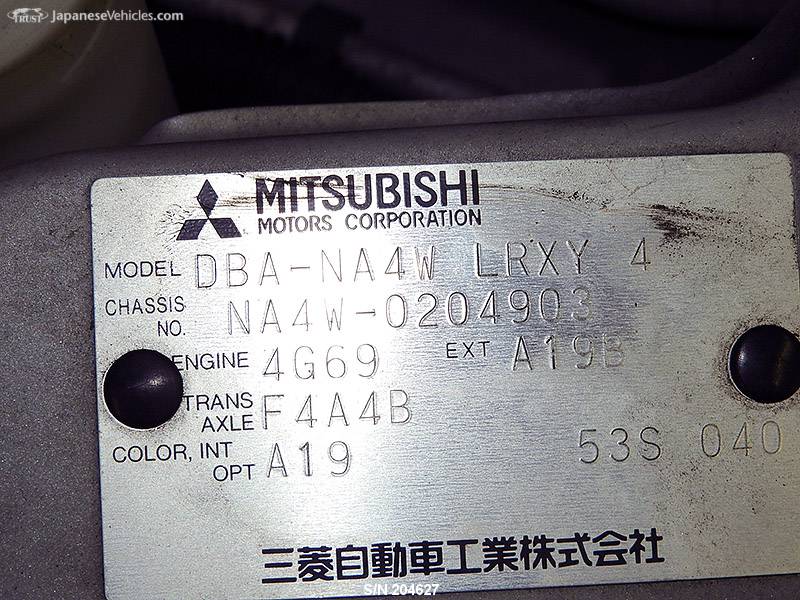 TRUST JapaneseVehicles.com
MITSUBISHI
MOTORS CORPORATION
MODEL DBA-NA4W LRXY 4
CHASSIS NO. NA4W-0204903
ENGINE 4G69 EXT A19B
TRANS AXLE F4A4B
COLOR, INT OPT A19 53S 040
三菱自動車工業株式会社
S/N 204627